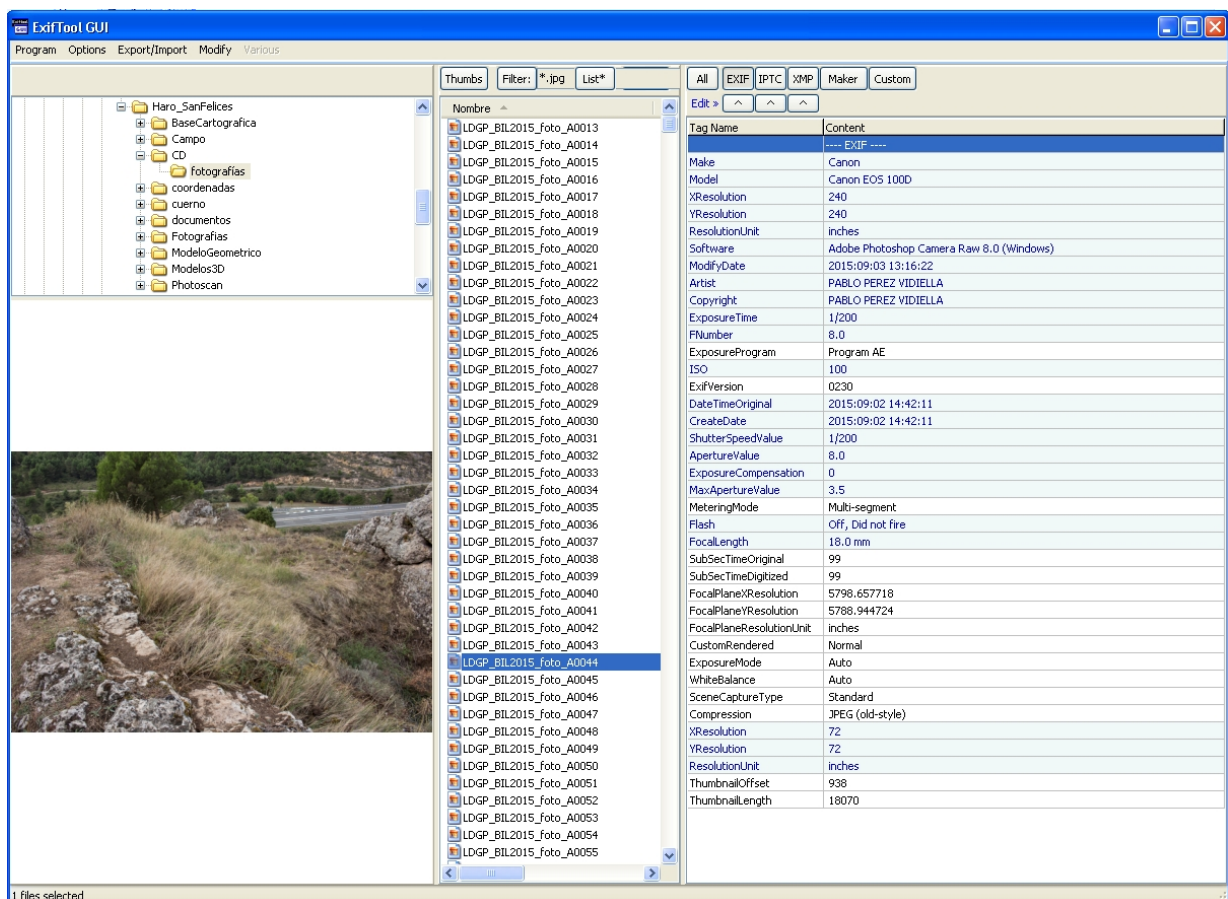 ExifTool GUI
Program Options Export/Import Modify Various
Haro_SanFelices
BaseCartografica
Campo
CD
fotografías
coordenadas
cuerno
documentos
Fotografias
ModeloGeometrico
Modelos3D
Photoscan
Thumbs Filter: *.jpg List*
Nombre
LDGP_BIL2015_foto_A0013
LDGP_BIL2015_foto_A0014
LDGP_BIL2015_foto_A0015
LDGP_BIL2015_foto_A0016
LDGP_BIL2015_foto_A0017
LDGP_BIL2015_foto_A0018
LDGP_BIL2015_foto_A0019
LDGP_BIL2015_foto_A0020
LDGP_BIL2015_foto_A0021
LDGP_BIL2015_foto_A0022
LDGP_BIL2015_foto_A0023
LDGP_BIL2015_foto_A0024
LDGP_BIL2015_foto_A0025
LDGP_BIL2015_foto_A0026
LDGP_BIL2015_foto_A0027
LDGP_BIL2015_foto_A0028
LDGP_BIL2015_foto_A0029
LDGP_BIL2015_foto_A0030
LDGP_BIL2015_foto_A0031
LDGP_BIL2015_foto_A0032
LDGP_BIL2015_foto_A0033
LDGP_BIL2015_foto_A0034
LDGP_BIL2015_foto_A0035
LDGP_BIL2015_foto_A0036
LDGP_BIL2015_foto_A0037
LDGP_BIL2015_foto_A0038
LDGP_BIL2015_foto_A0039
LDGP_BIL2015_foto_A0040
LDGP_BIL2015_foto_A0041
LDGP_BIL2015_foto_A0042
LDGP_BIL2015_foto_A0043
LDGP_BIL2015_foto_A0044
LDGP_BIL2015_foto_A0045
LDGP_BIL2015_foto_A0046
LDGP_BIL2015_foto_A0047
LDGP_BIL2015_foto_A0048
LDGP_BIL2015_foto_A0049
LDGP_BIL2015_foto_A0050
LDGP_BIL2015_foto_A0051
LDGP_BIL2015_foto_A0052
LDGP_BIL2015_foto_A0053
LDGP_BIL2015_foto_A0054
LDGP_BIL2015_foto_A0055
All EXIF IPTC XMP Maker Custom
Edit » ^ ^ ^
Tag Name Content
---- EXIF ----
Make Canon
Model Canon EOS 100D
XResolution 240
YResolution 240
ResolutionUnit inches
Software Adobe Photoshop Camera Raw 8.0 (Windows)
ModifyDate 2015:09:03 13:16:22
Artist PABLO PEREZ VIDIELLA
Copyright PABLO PEREZ VIDIELLA
ExposureTime 1/200
FNumber 8.0
ExposureProgram Program AE
ISO 100
ExifVersion 0230
DateTimeOriginal 2015:09:02 14:42:11
CreateDate 2015:09:02 14:42:11
ShutterSpeedValue 1/200
ApertureValue 8.0
ExposureCompensation 0
MaxApertureValue 3.5
MeteringMode Multi-segment
Flash Off, Did not fire
FocalLength 18.0 mm
SubSecTimeOriginal 99
SubSecTimeDigitized 99
FocalPlaneXResolution 5798.657718
FocalPlaneYResolution 5788.944724
FocalPlaneResolutionUnit inches
CustomRendered Normal
ExposureMode Auto
WhiteBalance Auto
SceneCaptureType Standard
Compression JPEG (old-style)
XResolution 72
YResolution 72
ResolutionUnit inches
ThumbnailOffset 938
ThumbnailLength 18070
1 files selected